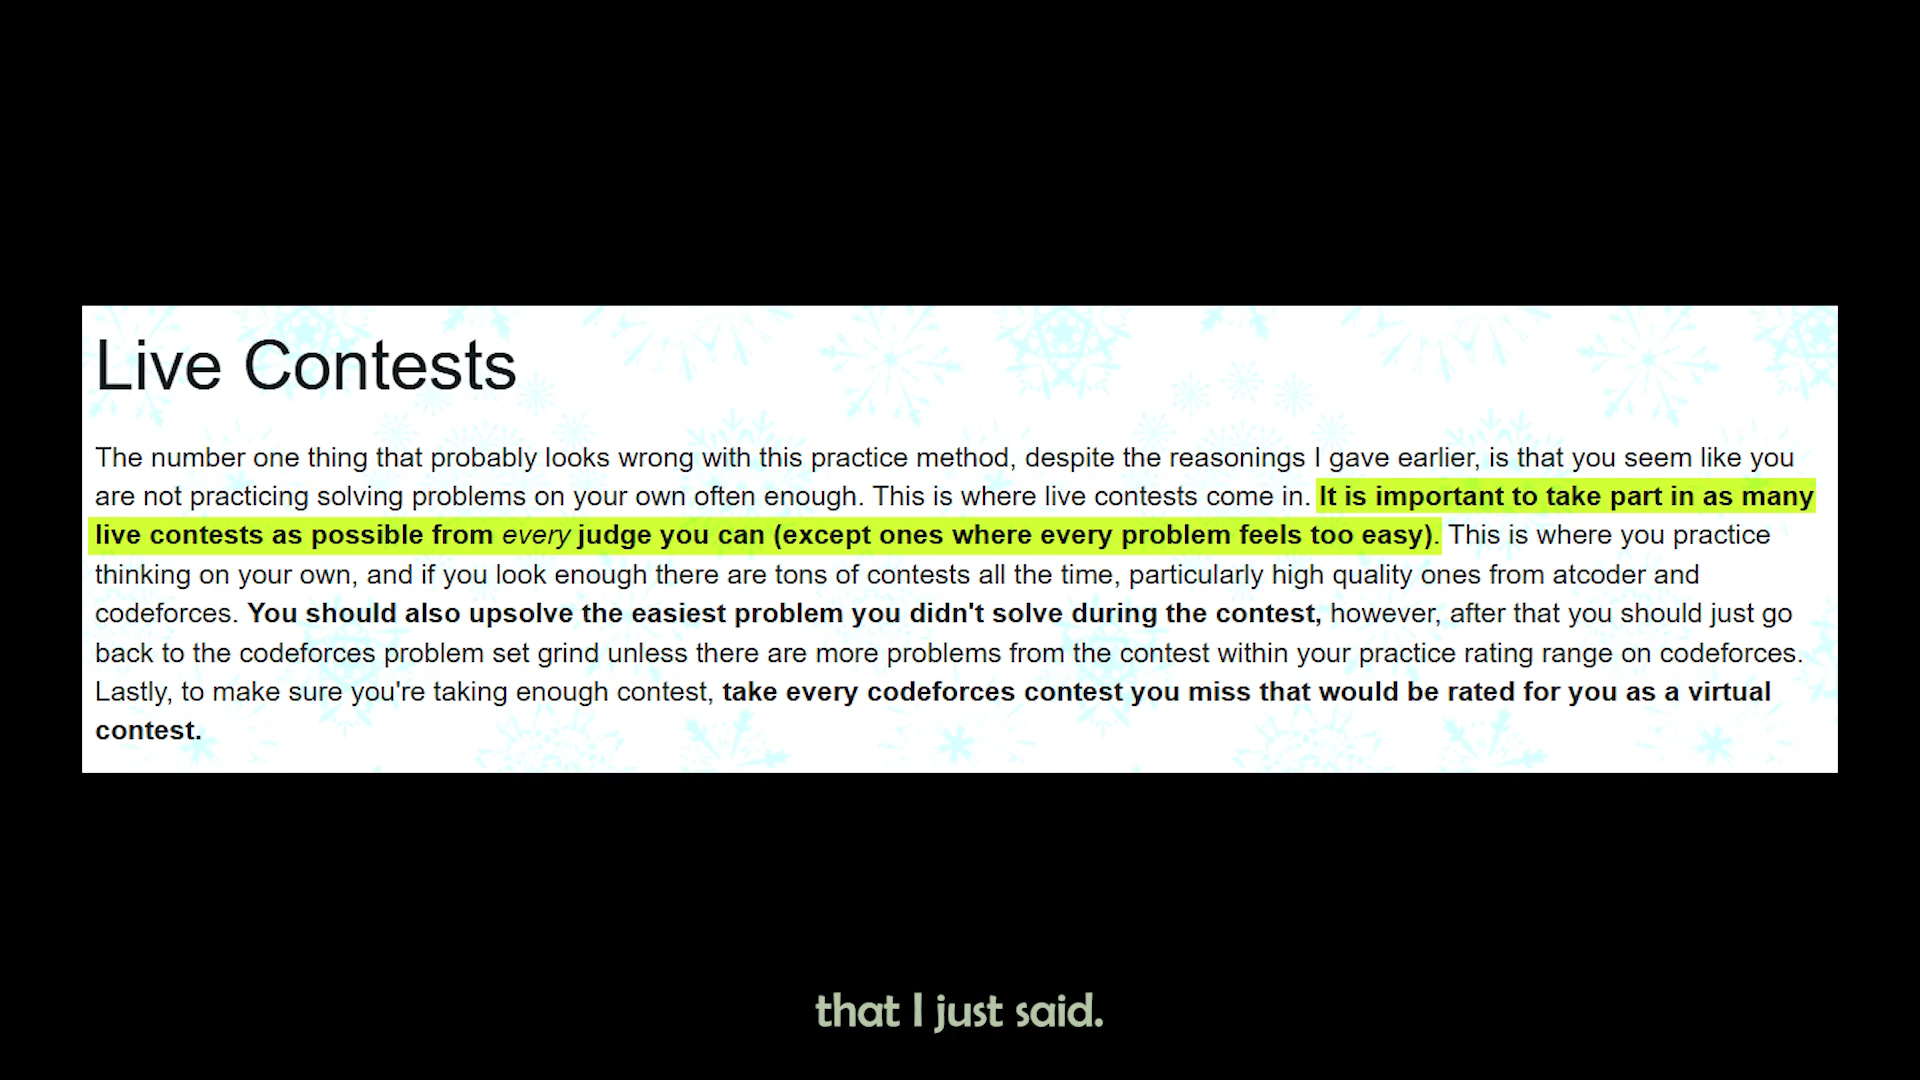 Live Contests
The number one thing that probably looks wrong with this practice method, despite the reasonings I gave earlier, is that you seem like you
are not practicing solving problems on your own often enough. This is where live contests come in. It is important to take part in as many
live contests as possible from every judge you can (except ones where every problem feels too easy). This is where you practice
thinking on your own, and if you look enough there are tons of contests all the time, particularly high quality ones from atcoder and
codeforces. You should also upsolve the easiest problem you didn't solve during the contest, however, after that you should just go
back to the codeforces problem set grind unless there are more problems from the contest within your practice rating range on codeforces.
Lastly, to make sure you're taking enough contest, take every codeforces contest you miss that would be rated for you as a virtual
contest.
that I just said.